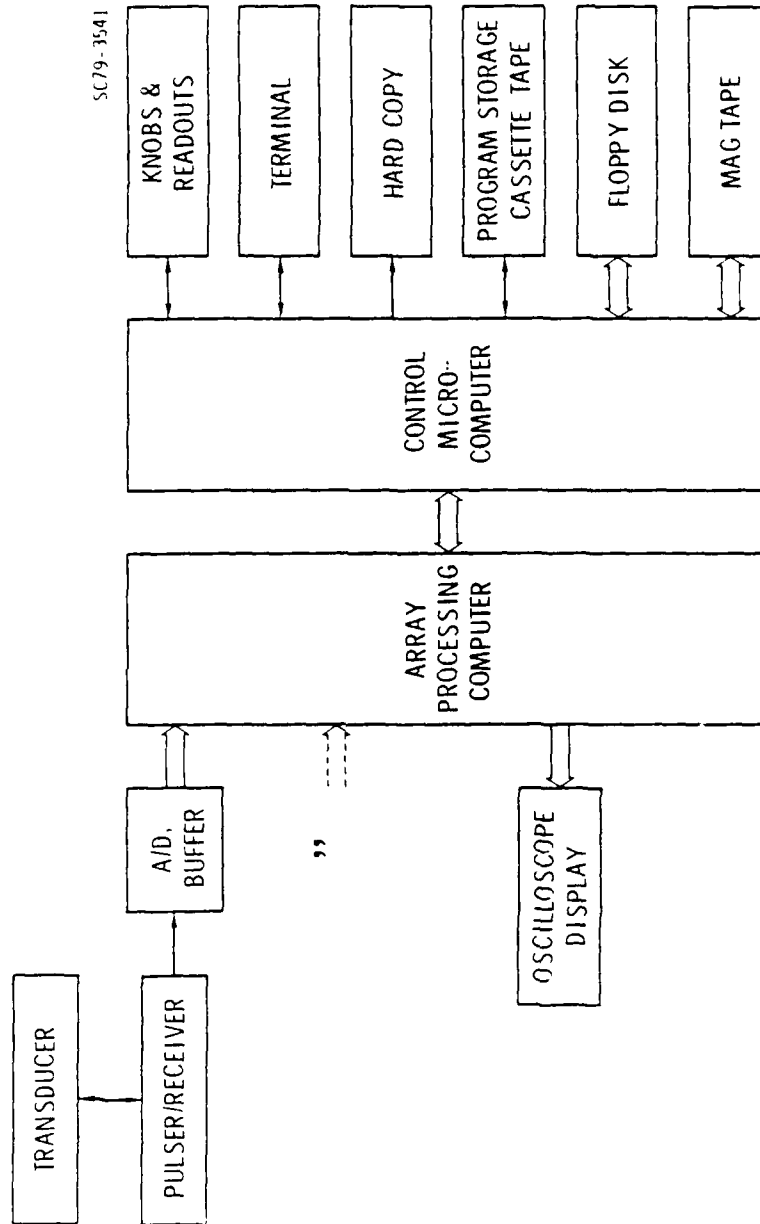 SC79-3541
TRANSDUCER
PULSER/RECEIVER
A/D,
BUFFER
”
OSCILLOSCOPE
DISPLAY
ARRAY
PROCESSING
COMPUTER
CONTROL
MICRO-
COMPUTER
KNOBS &
READOUTS
TERMINAL
HARD COPY
PROGRAM STORAGE
CASSETTE TAPE
FLOPPY DISK
MAG TAPE